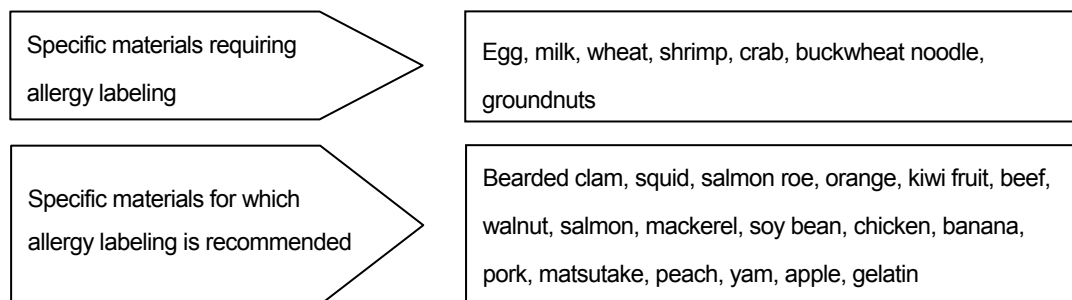 Specific materials requiring
allergy labeling
Egg, milk, wheat, shrimp, crab, buckwheat noodle,
groundnuts
Specific materials for which
allergy labeling is recommended
Bearded clam, squid, salmon roe, orange, kiwi fruit, beef,
walnut, salmon, mackerel, soy bean, chicken, banana,
pork, matsutake, peach, yam, apple, gelatin